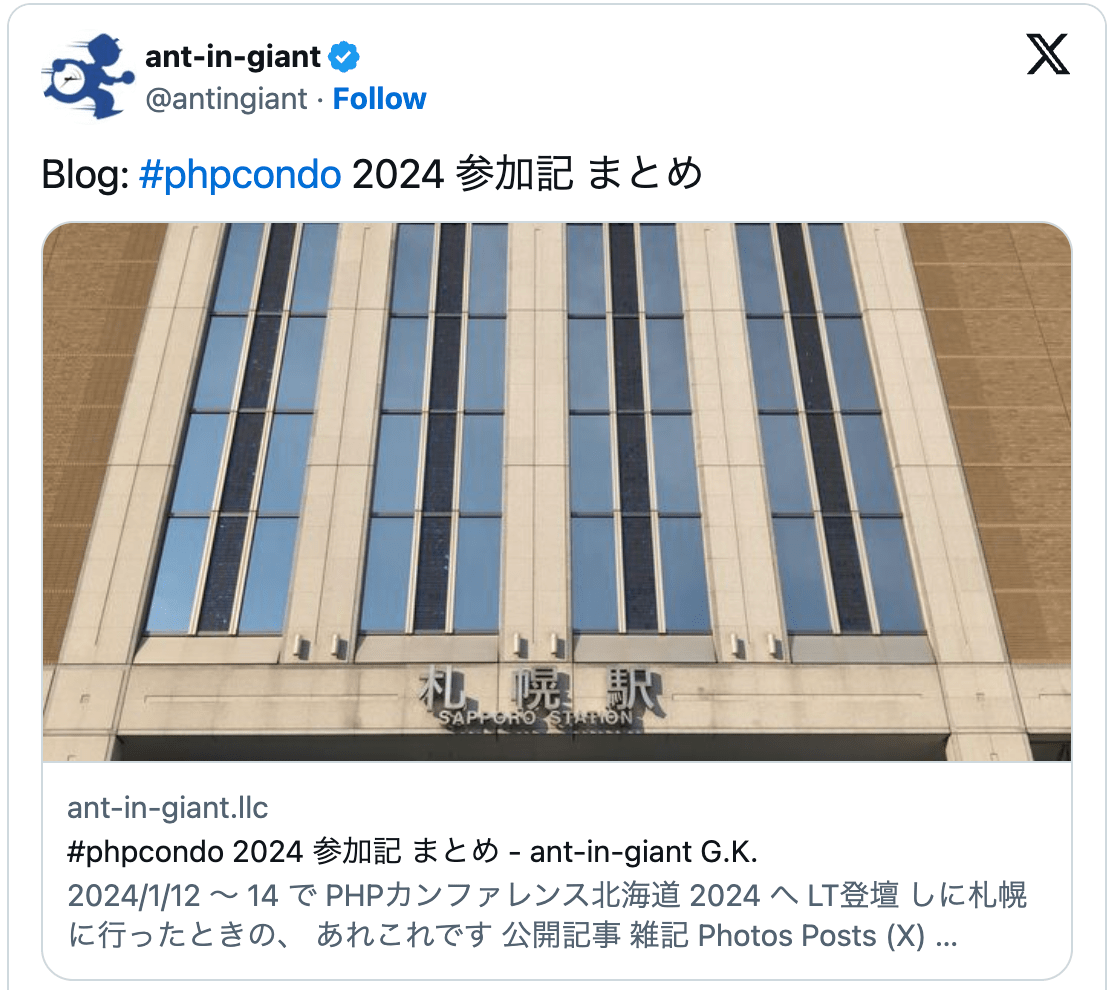 ant-in-giant
@antingiant · Follow
Blog: #phpcondo 2024 参加記 まとめ
札幌駅
SAPPORO STATION
ant-in-giant.llc
#phpcondo 2024 参加記 まとめ - ant-in-giant G.K.
2024/1/12 〜 14 で PHPカンファレンス北海道 2024 へ LT登壇 しに札幌
に行ったときの、 あれこれです 公開記事 雑記 Photos Posts (X) ...